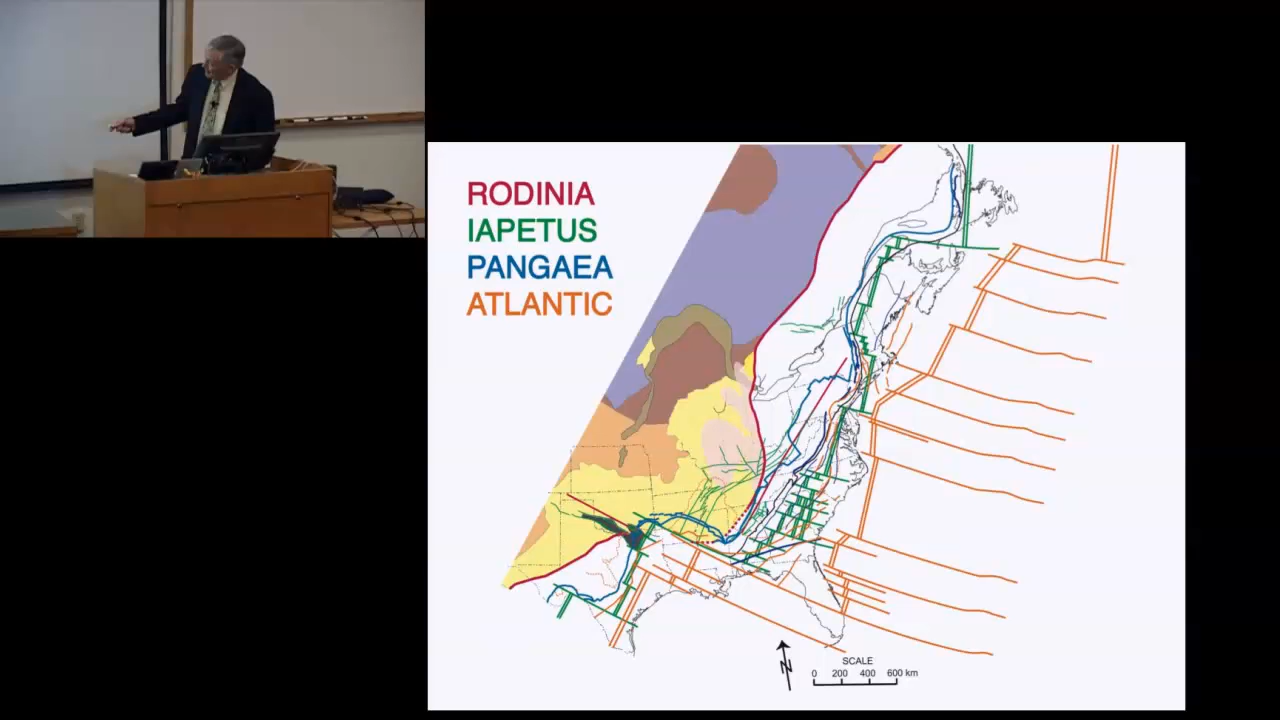 RODINIA
IAPETUS
PANGAEA
ATLANTIC
N
SCALE
0 200 400 600 km